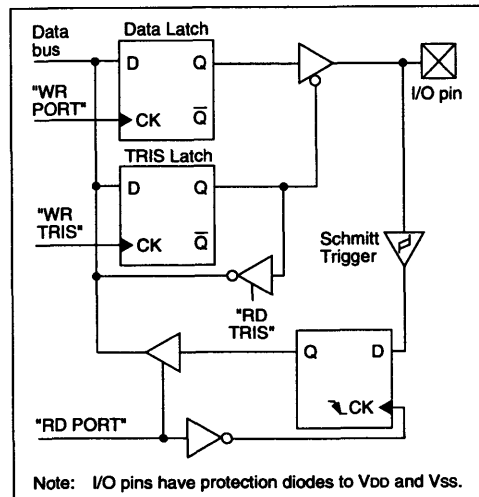 Data
bus
Data Latch
D
Q
"WR
PORT"
CK
Q̅
I/O pin
TRIS Latch
D
Q
"WR
TRIS"
CK
Q̅
Schmitt
Trigger
"RD
TRIS"
Q
D
CK
"RD PORT"
Note: I/O pins have protection diodes to VDD and VSS.